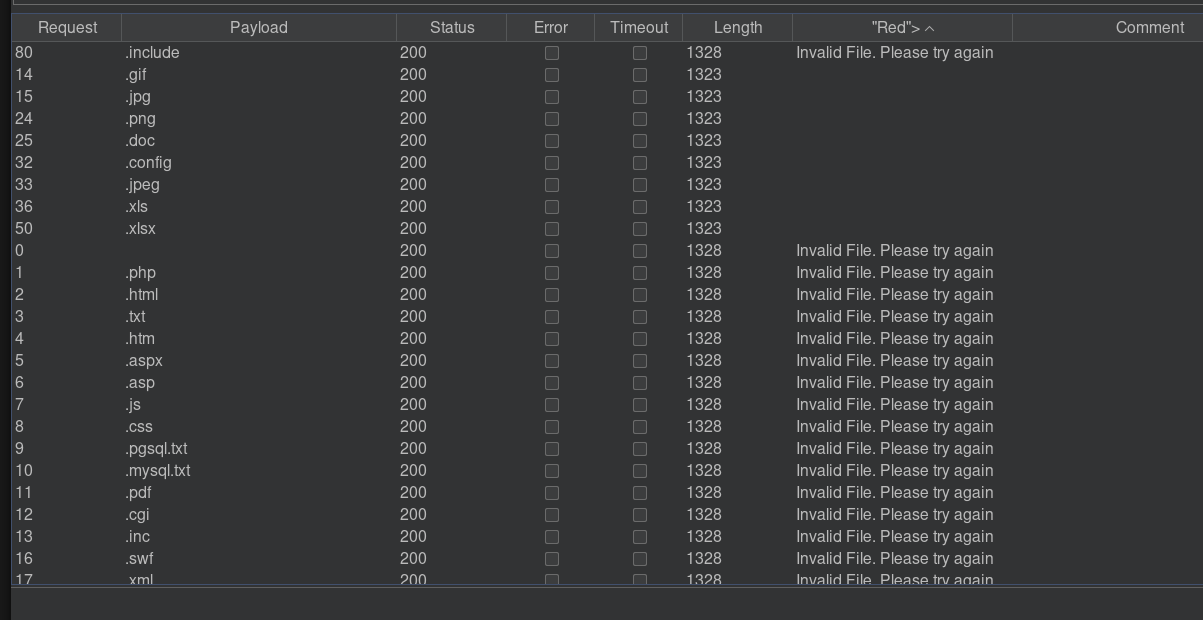 Request Payload Status Error Timeout Length "Red"> Comment
80 .include 200 1328 Invalid File. Please try again
14 .gif 200 1323
15 .jpg 200 1323
24 .png 200 1323
25 .doc 200 1323
32 .config 200 1323
33 .jpeg 200 1323
36 .xls 200 1323
50 .xlsx 200 1323
0 200 1328 Invalid File. Please try again
1 .php 200 1328 Invalid File. Please try again
2 .html 200 1328 Invalid File. Please try again
3 .txt 200 1328 Invalid File. Please try again
4 .htm 200 1328 Invalid File. Please try again
5 .aspx 200 1328 Invalid File. Please try again
6 .asp 200 1328 Invalid File. Please try again
7 .js 200 1328 Invalid File. Please try again
8 .css 200 1328 Invalid File. Please try again
9 .pgsql.txt 200 1328 Invalid File. Please try again
10 .mysql.txt 200 1328 Invalid File. Please try again
11 .pdf 200 1328 Invalid File. Please try again
12 .cgi 200 1328 Invalid File. Please try again
13 .inc 200 1328 Invalid File. Please try again
16 .swf 200 1328 Invalid File. Please try again
17 .xml 200 1328 Invalid File. Please try again